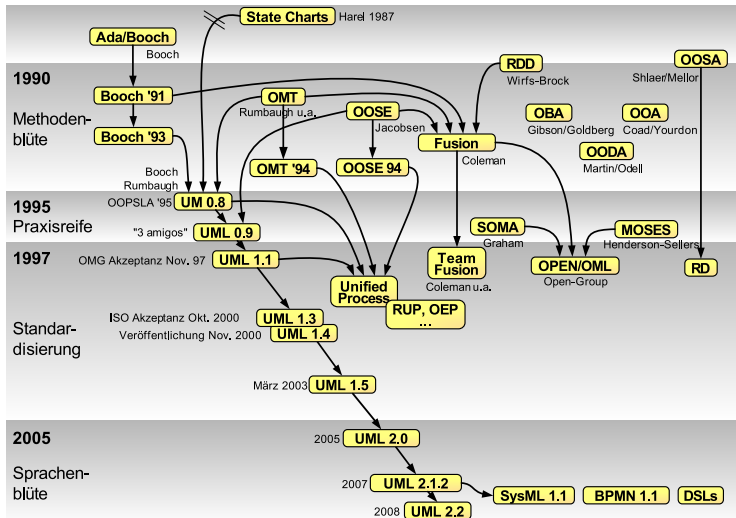 State Charts
Harel 1987
Ada/Booch
Booch
RDD
Wirfs-Brock
OOSA
Shlaer/Mellor
1990
Methoden-
blüte
Booch '91
OMT
Rumbaugh u.a.
OOSE
Jacobsen
OBA
Gibson/Goldberg
OOA
Coad/Yourdon
Booch '93
Fusion
Coleman
OODA
Martin/Odell
OMT '94
OOSE 94
Booch
Rumbaugh
OOPSLA '95
UM 0.8
1995
Praxisreife
"3 amigos"
UML 0.9
SOMA
Graham
MOSES
Henderson-Sellers
1997
OMG Akzeptanz Nov. 97
UML 1.1
Team
Fusion
Coleman u.a.
OPEN/OML
Open-Group
RD
Unified
Process
RUP, OEP
...
Standar-
disierung
ISO Akzeptanz Okt. 2000
UML 1.3
Veröffentlichung Nov. 2000
UML 1.4
März 2003
UML 1.5
2005
Sprachen-
blüte
2005
UML 2.0
2007
UML 2.1.2
SysML 1.1
BPMN 1.1
DSLs
2008
UML 2.2